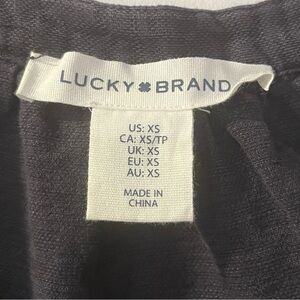 LUCKY BRAND
US: XS
CA: XS/TP
UK: XS
EU: XS
AU: XS
MADE IN
CHINA